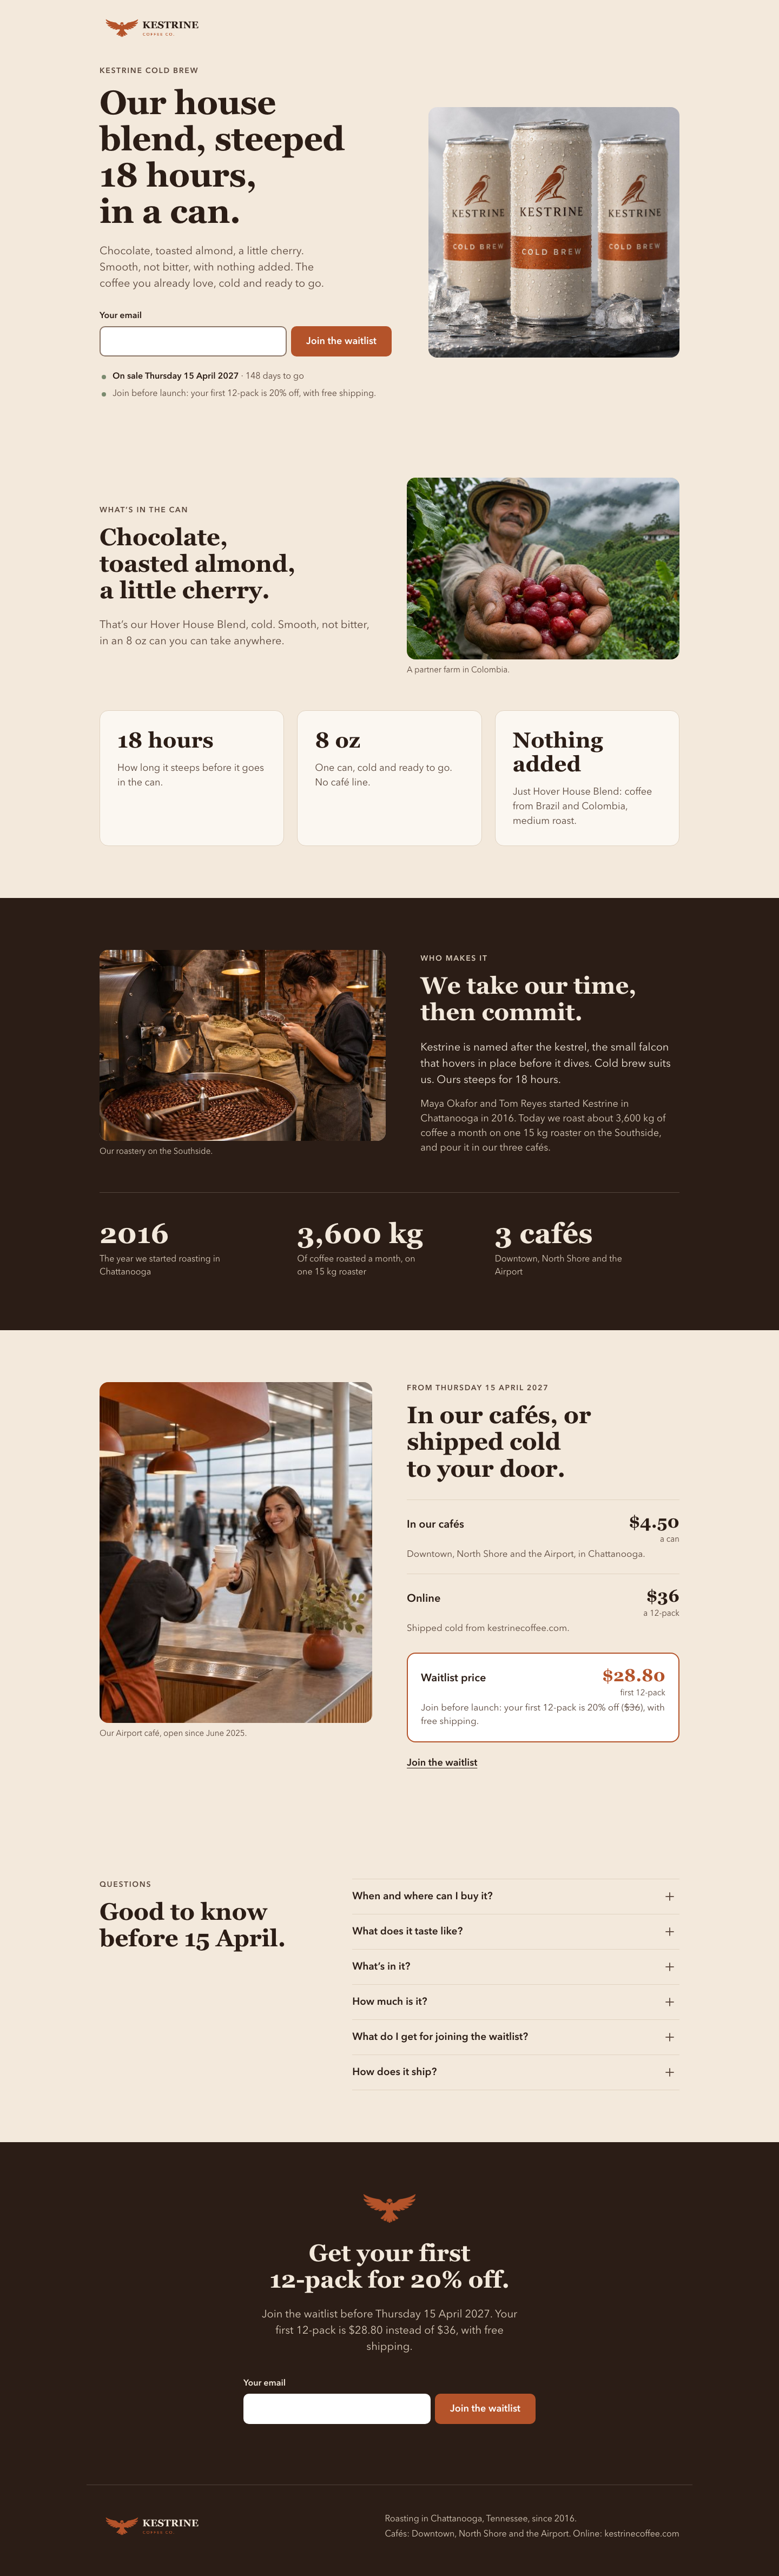 KESTRINE
COFFEE CO.
KESTRINE COLD BREW
Our house
blend, steeped
18 hours,
in a can.
Chocolate, toasted almond, a little cherry.
Smooth, not bitter, with nothing added. The
coffee you already love, cold and ready to go.
Your email
Join the waitlist
On sale Thursday 15 April 2027 · 148 days to go
Join before launch: your first 12-pack is 20% off, with free shipping.
KESTRINE
COLD BREW
KESTRINE
COLD BREW
KESTRINE
COLD BREW
WHAT’S IN THE CAN
Chocolate,
toasted almond,
a little cherry.
That’s our Hover House Blend, cold. Smooth, not bitter,
in an 8 oz can you can take anywhere.
A partner farm in Colombia.
18 hours
How long it steeps before it goes
in the can.
8 oz
One can, cold and ready to go.
No café line.
Nothing
added
Just Hover House Blend: coffee
from Brazil and Colombia,
medium roast.
Our roastery on the Southside.
WHO MAKES IT
We take our time,
then commit.
Kestrine is named after the kestrel, the small falcon
that hovers in place before it dives. Cold brew suits
us. Ours steeps for 18 hours.
Maya Okafor and Tom Reyes started Kestrine in
Chattanooga in 2016. Today we roast about 3,600 kg of
coffee a month on one 15 kg roaster on the Southside,
and pour it in our three cafés.
2016
The year we started roasting in
Chattanooga
3,600 kg
Of coffee roasted a month, on
one 15 kg roaster
3 cafés
Downtown, North Shore and the
Airport
Our Airport café, open since June 2025.
FROM THURSDAY 15 APRIL 2027
In our cafés, or
shipped cold
to your door.
In our cafés
$4.50
a can
Downtown, North Shore and the Airport, in Chattanooga.
Online
$36
a 12-pack
Shipped cold from kestrinecoffee.com.
Waitlist price
$28.80
first 12-pack
Join before launch: your first 12-pack is 20% off ($36), with
free shipping.
Join the waitlist
QUESTIONS
Good to know
before 15 April.
When and where can I buy it?
What does it taste like?
What’s in it?
How much is it?
What do I get for joining the waitlist?
How does it ship?
Get your first
12-pack for 20% off.
Join the waitlist before Thursday 15 April 2027. Your
first 12-pack is $28.80 instead of $36, with free
shipping.
Your email
Join the waitlist
KESTRINE
COFFEE CO.
Roasting in Chattanooga, Tennessee, since 2016.
Cafés: Downtown, North Shore and the Airport. Online: kestrinecoffee.com